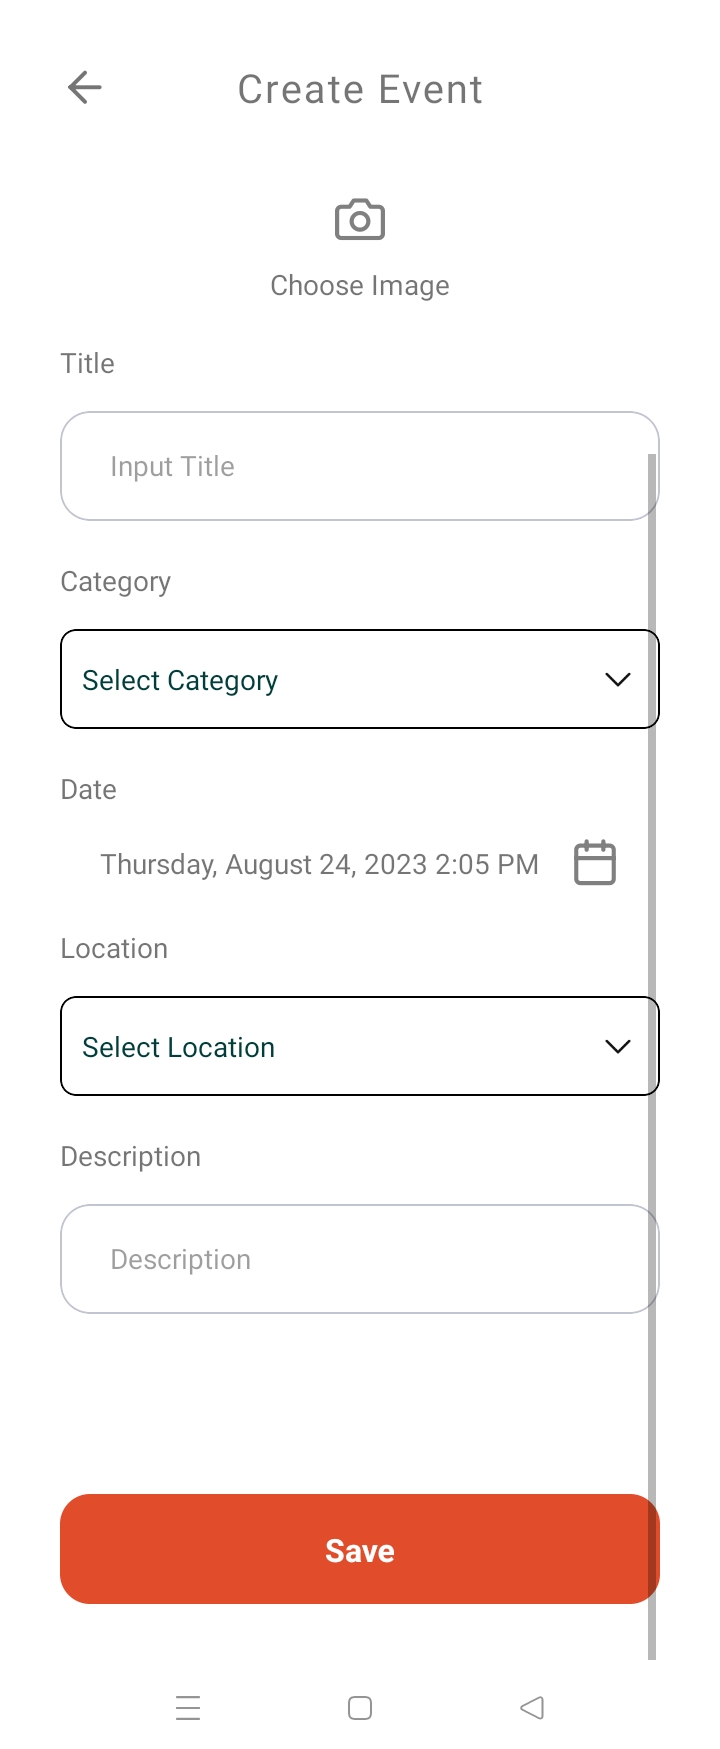 Create Event
Choose Image
Title
Input Title
Category
Select Category
Date
Thursday, August 24, 2023 2:05 PM
Location
Select Location
Description
Description
Save